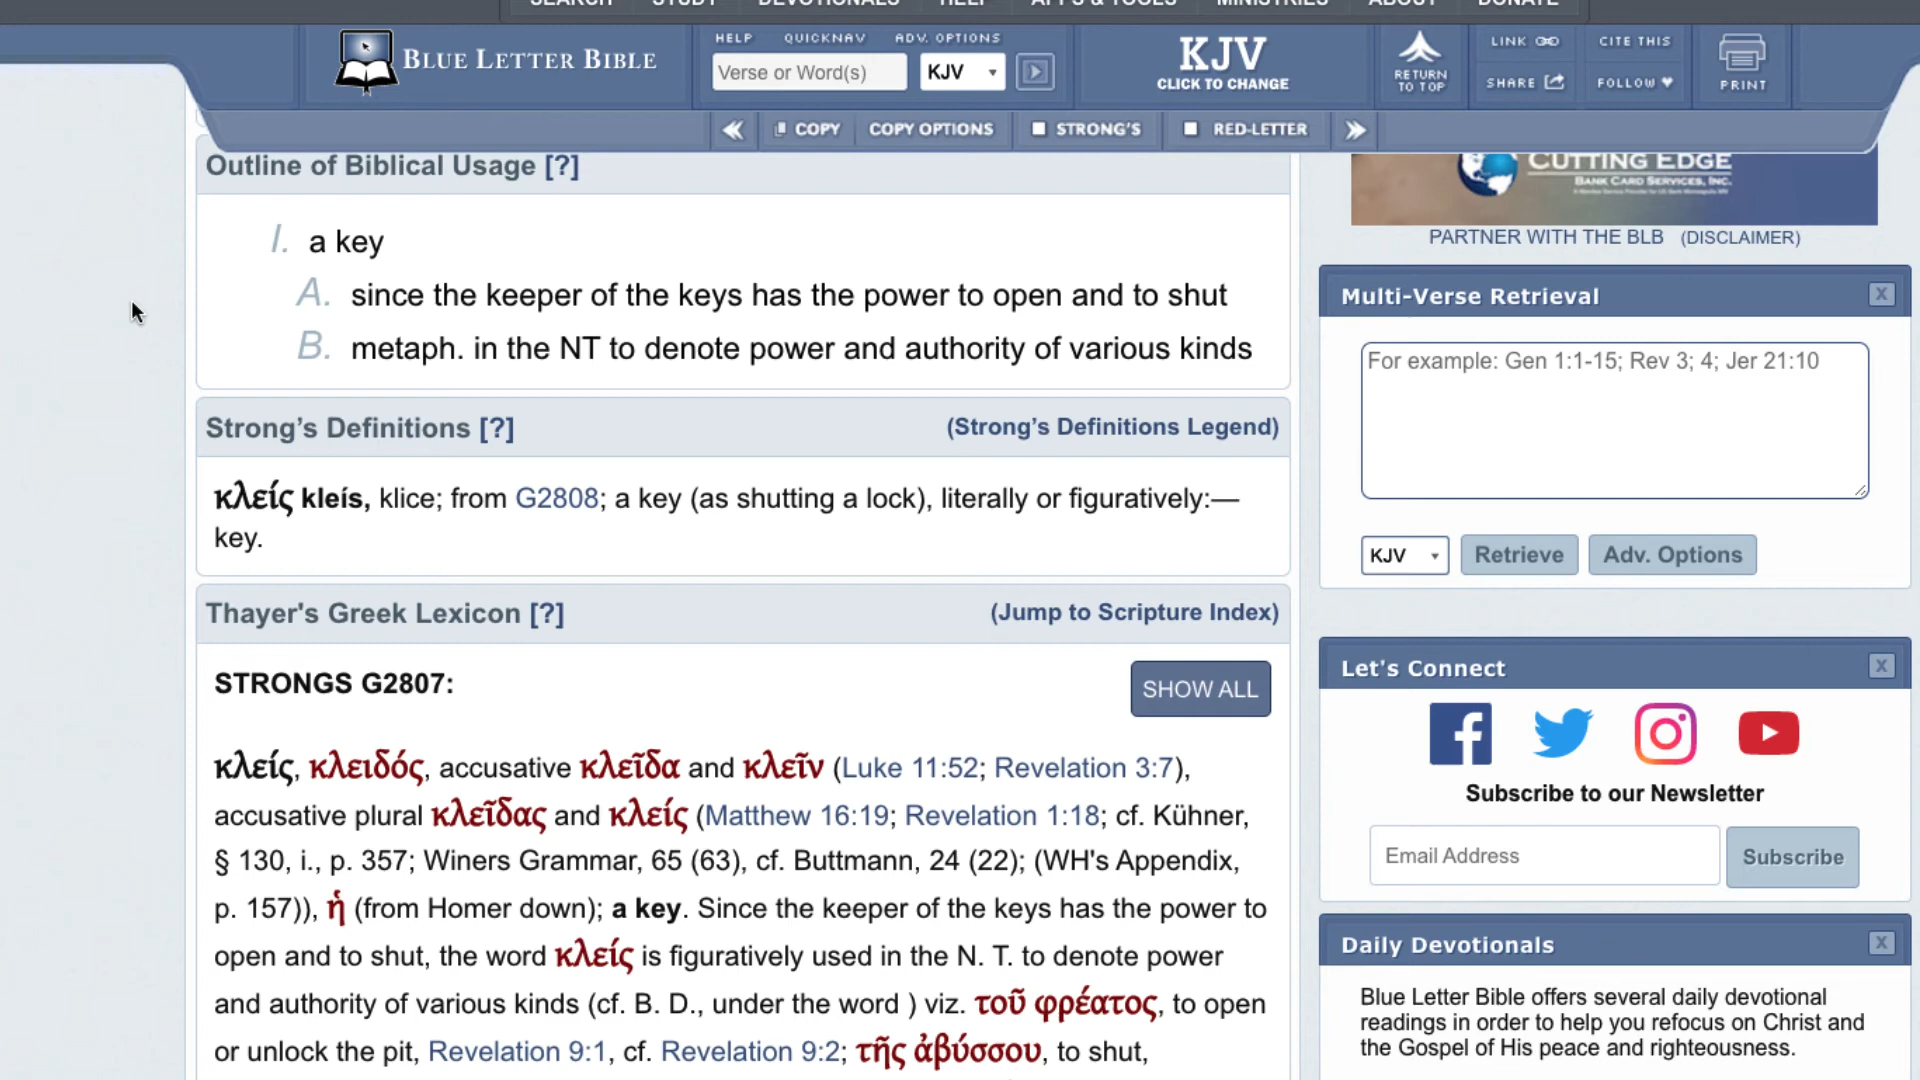 SEARCH STUDY DEVOTIONALS HELP APPS & TOOLS MINISTRIES ABOUT DONATE
BLUE LETTER BIBLE
HELP QUICKNAV ADV. OPTIONS
Verse or Word(s) KJV
KJV
CLICK TO CHANGE
RETURN
TO TOP
LINK CITE THIS
SHARE FOLLOW
PRINT
COPY COPY OPTIONS STRONG'S RED-LETTER
Outline of Biblical Usage [?]
I. a key
A. since the keeper of the keys has the power to open and to shut
B. metaph. in the NT to denote power and authority of various kinds
Strong’s Definitions [?] (Strong’s Definitions Legend)
κλείς kleís, klice; from G2808; a key (as shutting a lock), literally or figuratively:—
key.
Thayer's Greek Lexicon [?] (Jump to Scripture Index)
STRONGS G2807: SHOW ALL
κλείς, κλειδός, accusative κλεῖδα and κλεῖν (Luke 11:52; Revelation 3:7),
accusative plural κλεῖδας and κλείς (Matthew 16:19; Revelation 1:18; cf. Kühner,
§ 130, i., p. 357; Winers Grammar, 65 (63), cf. Buttmann, 24 (22); (WH's Appendix,
p. 157)), ἡ (from Homer down); a key. Since the keeper of the keys has the power to
open and to shut, the word κλείς is figuratively used in the N. T. to denote power
and authority of various kinds (cf. B. D., under the word ) viz. τοῦ φρέατος, to open
or unlock the pit, Revelation 9:1, cf. Revelation 9:2; τῆς ἀβύσσου, to shut,
CUTTING EDGE
BANK CARD SERVICES, INC.
PARTNER WITH THE BLB (DISCLAIMER)
Multi-Verse Retrieval X
For example: Gen 1:1-15; Rev 3; 4; Jer 21:10
KJV Retrieve Adv. Options
Let's Connect X
Subscribe to our Newsletter
Email Address Subscribe
Daily Devotionals X
Blue Letter Bible offers several daily devotional
readings in order to help you refocus on Christ and
the Gospel of His peace and righteousness.